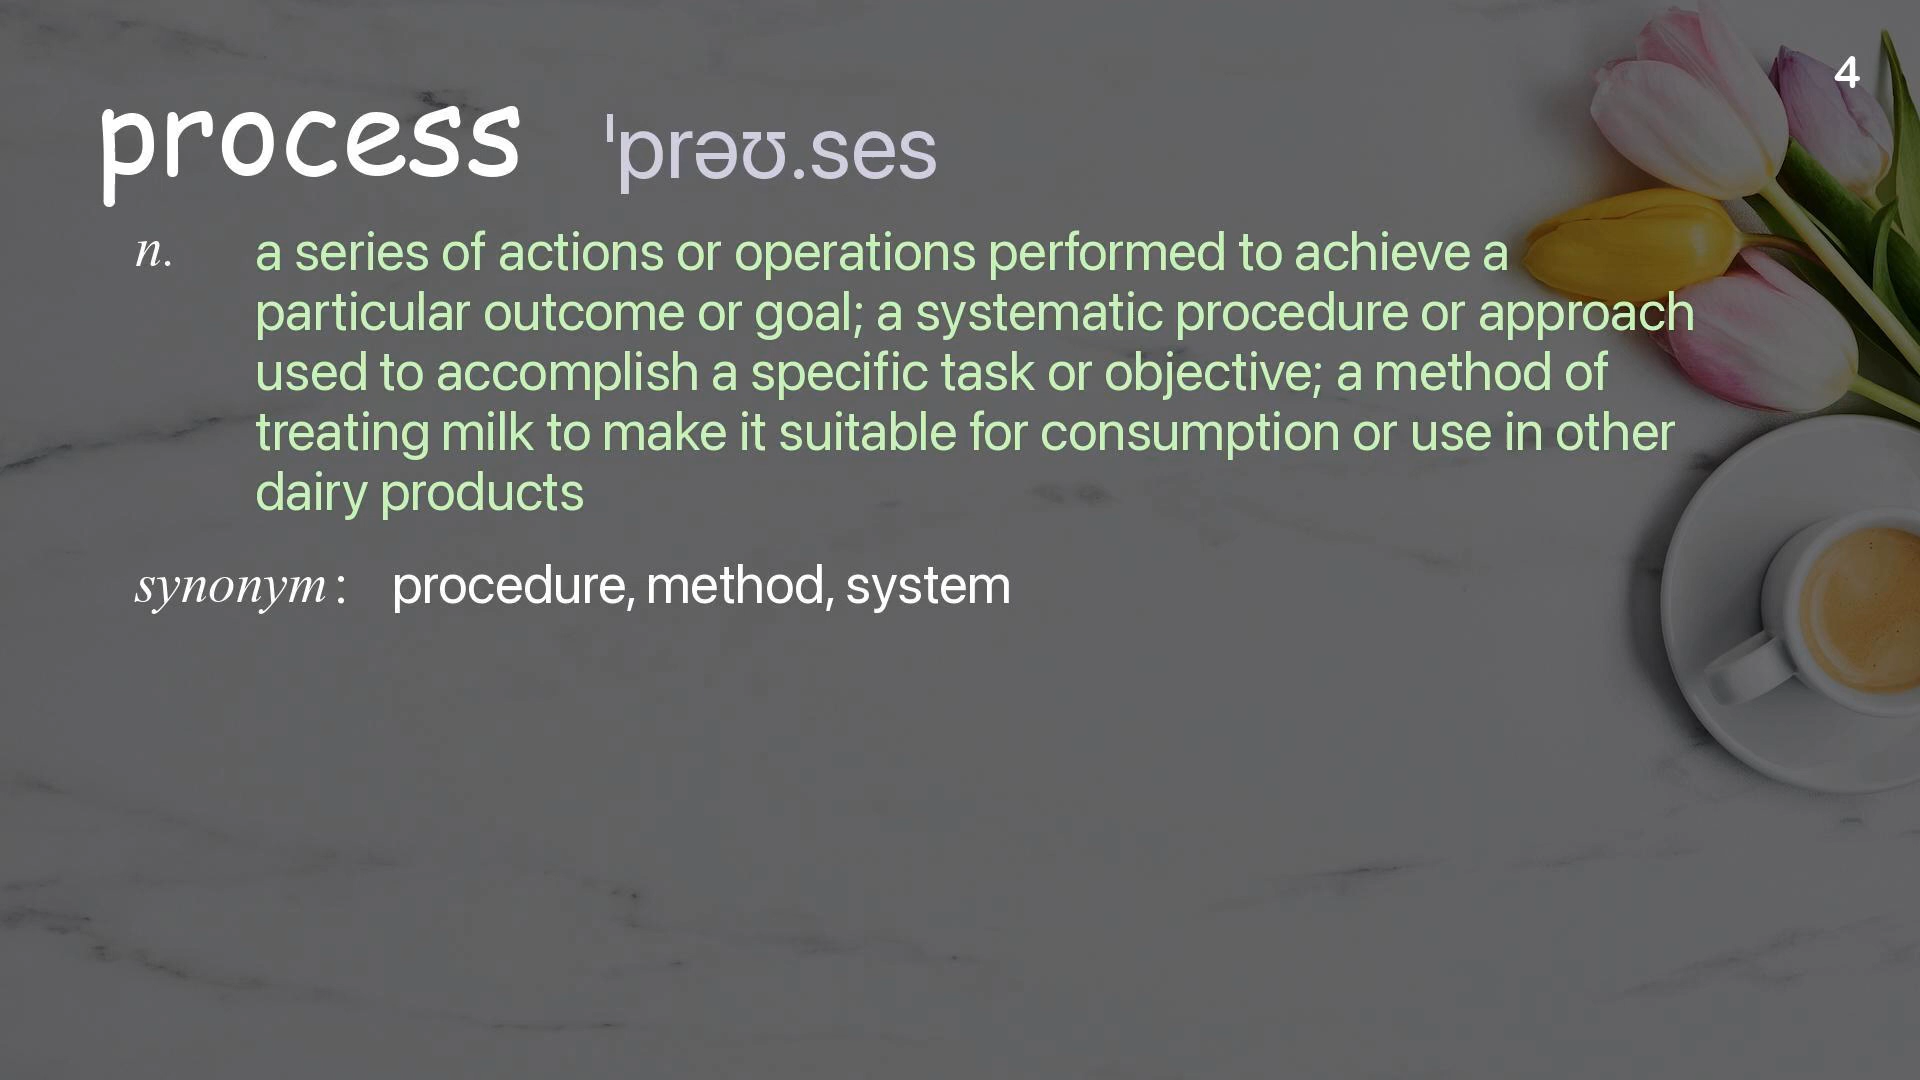 4
process ˈprəʊ.ses
n. a series of actions or operations performed to achieve a
particular outcome or goal; a systematic procedure or approach
used to accomplish a specific task or objective; a method of
treating milk to make it suitable for consumption or use in other
dairy products
synonym: procedure, method, system